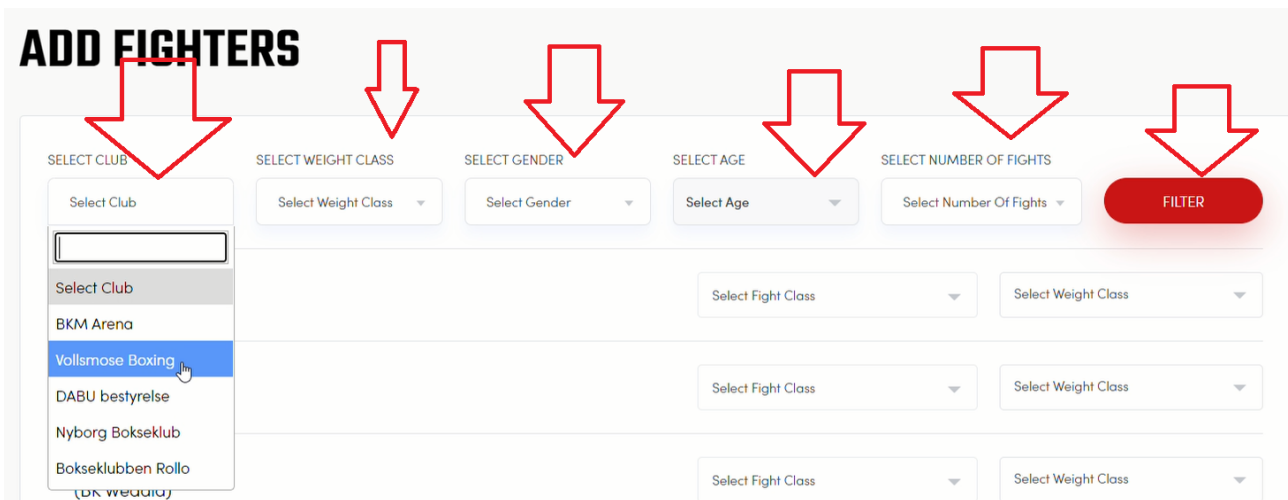 ADD FIGHTERS
SELECT CLUB SELECT WEIGHT CLASS SELECT GENDER SELECT AGE SELECT NUMBER OF FIGHTS
Select Club Select Weight Class Select Gender Select Age Select Number Of Fights FILTER
Select Club
Select Fight Class Select Weight Class
BKM Arena
Vollsmose Boxing
Select Fight Class Select Weight Class
DABU bestyrelse
Nyborg Bokseklub
Bokseklubben Rollo
Select Fight Class Select Weight Class
(BK